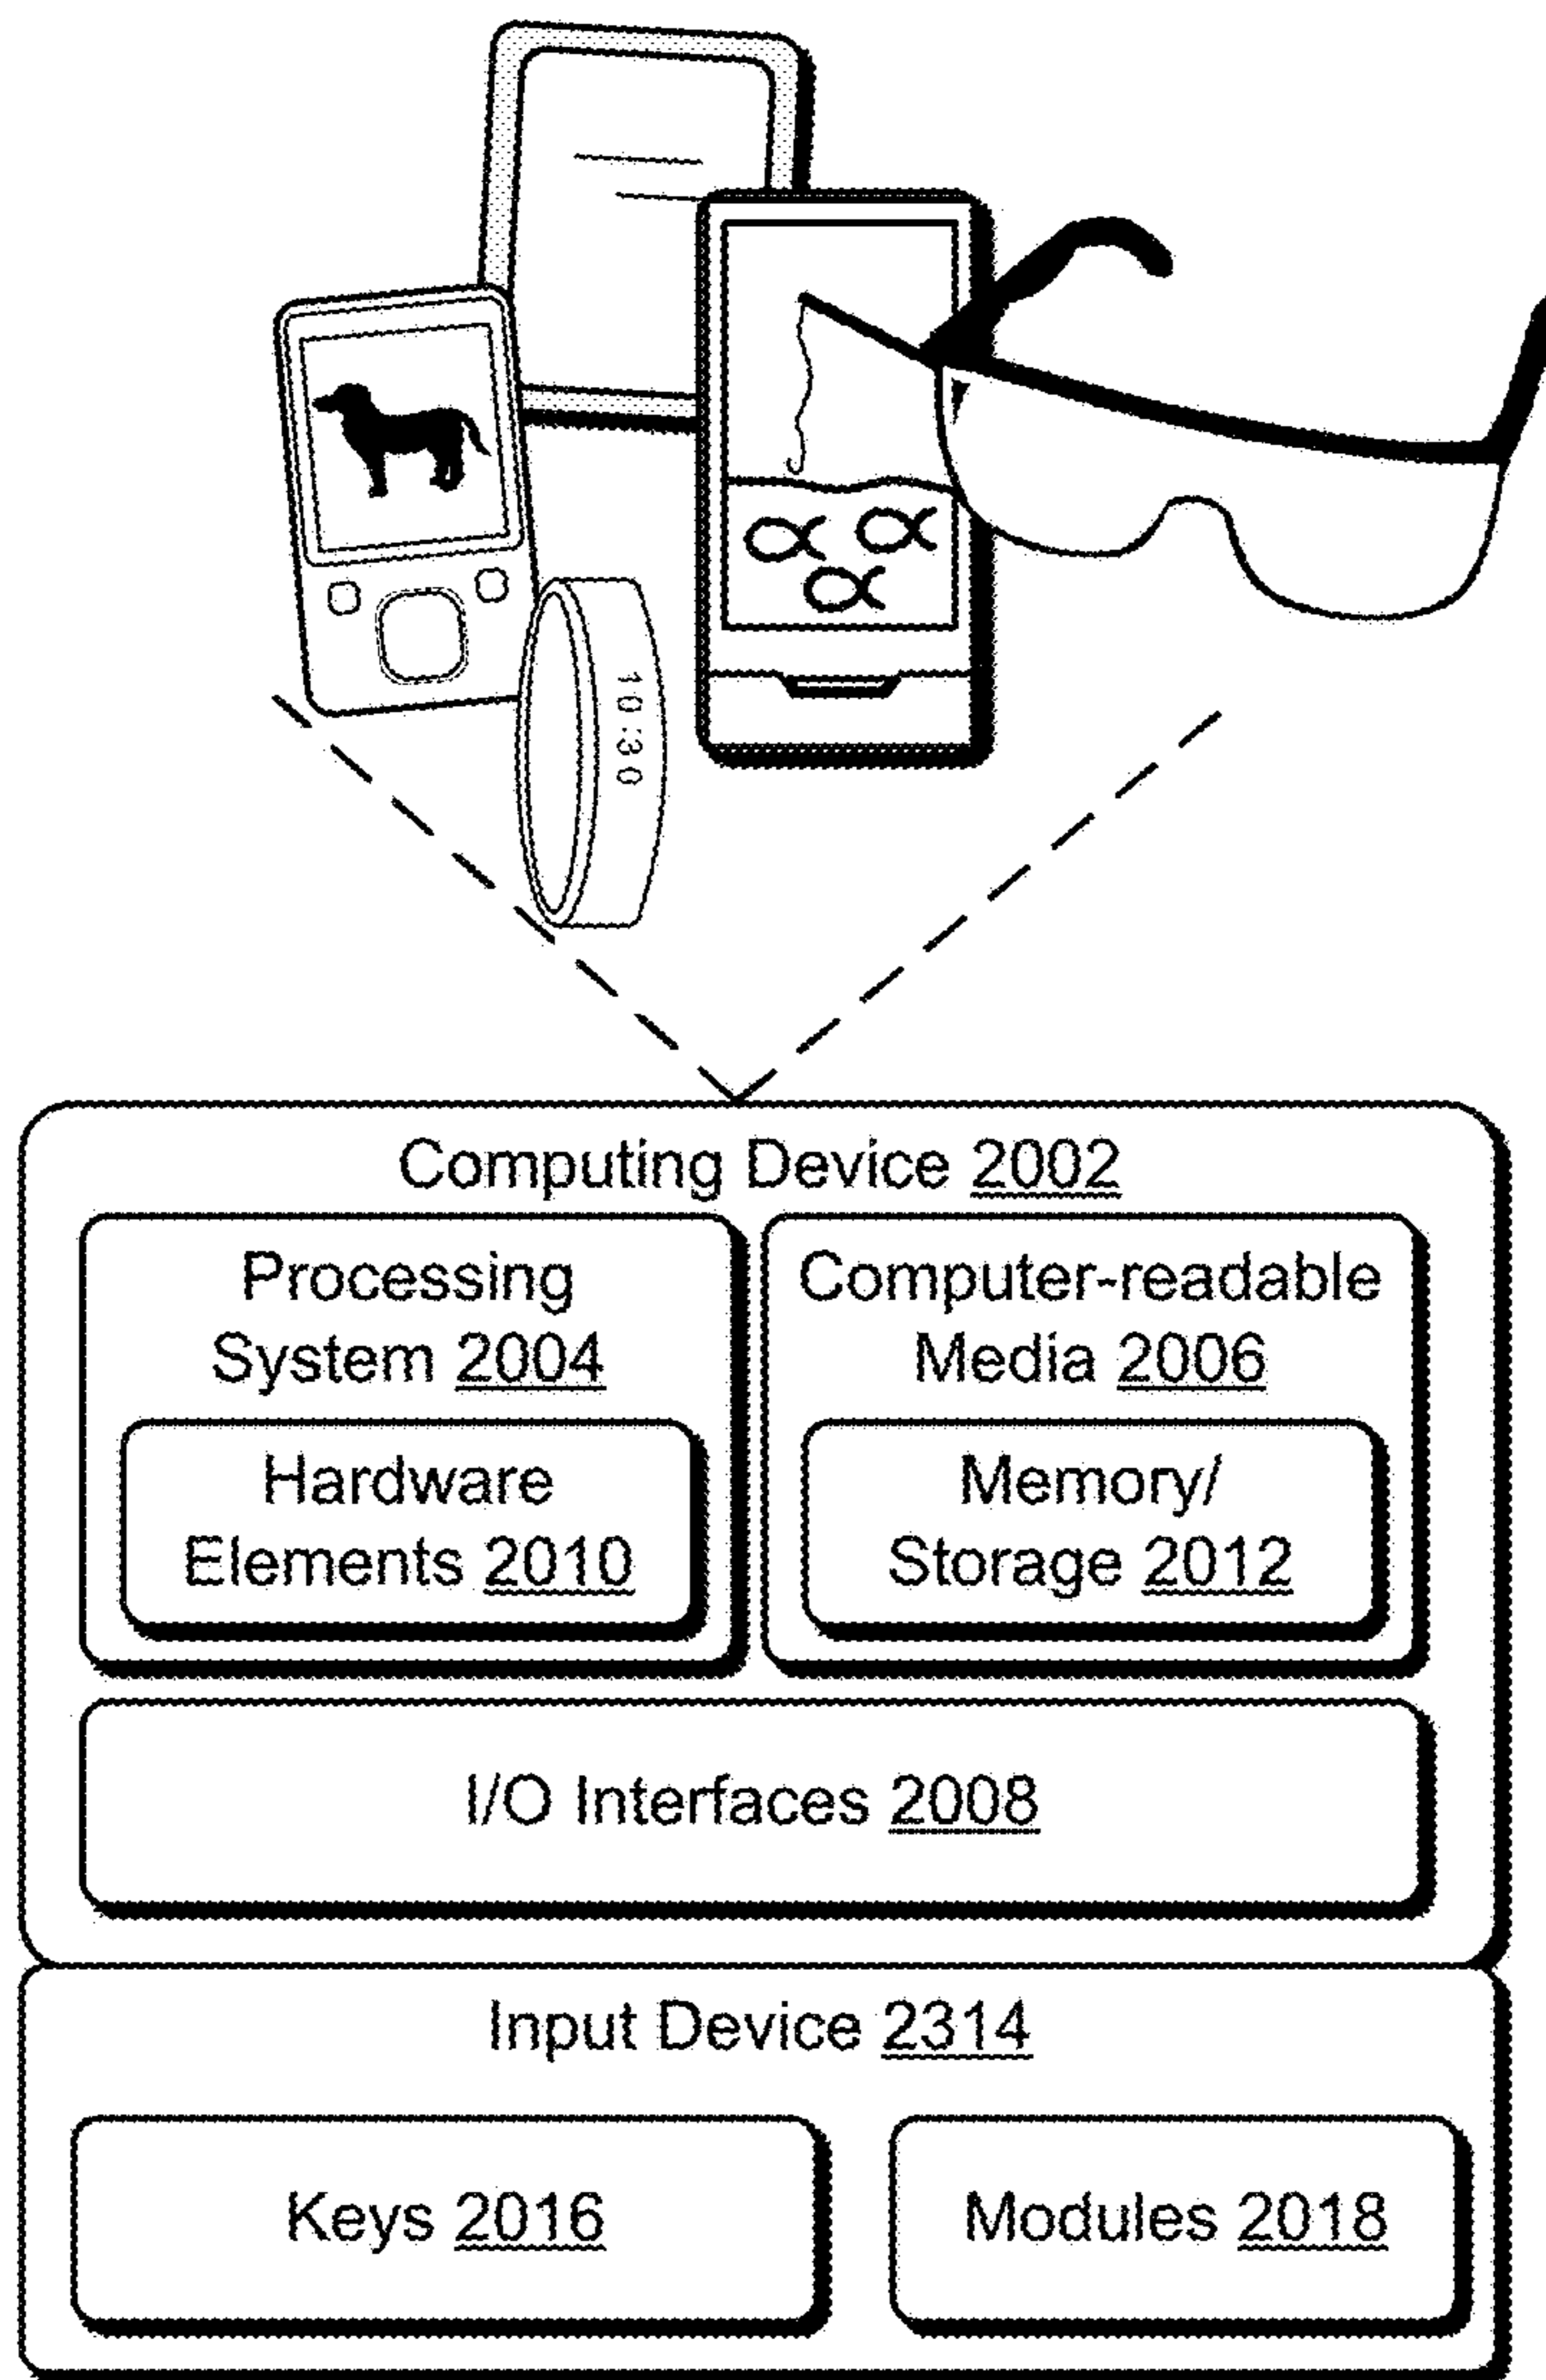 10:30
Computing Device 2002
Processing
System 2004
Hardware
Elements 2010
Computer-readable
Media 2006
Memory/
Storage 2012
I/O Interfaces 2008
Input Device 2314
Keys 2016
Modules 2018